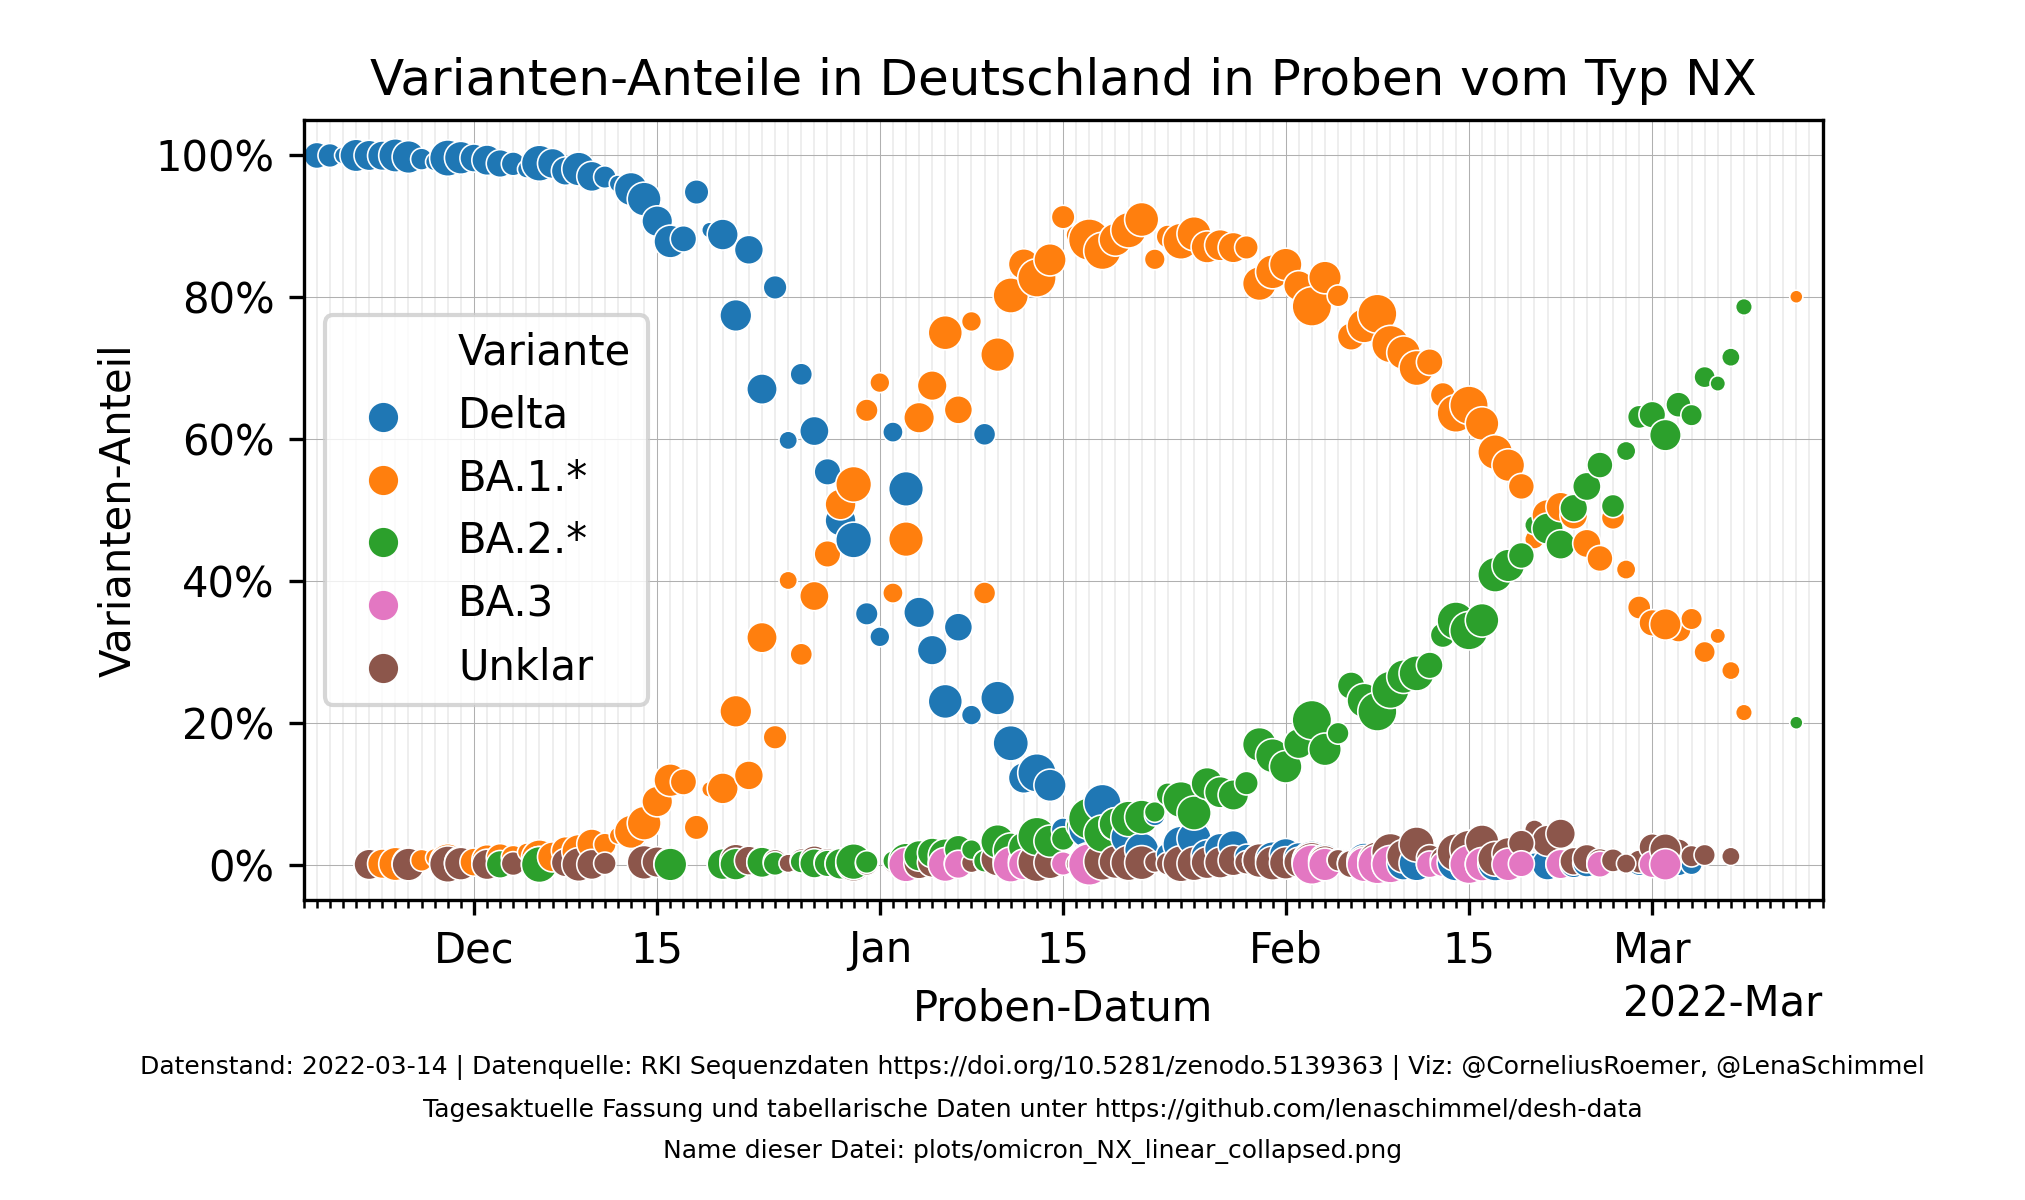 Varianten-Anteile in Deutschland in Proben vom Typ NX
Varianten-Anteil
100%
80%
60%
40%
20%
0%
Variante
Delta
BA.1.*
BA.2.*
BA.3
Unklar
Dec 15 Jan 15 Feb 15 Mar
Proben-Datum
2022-Mar
Datenstand: 2022-03-14 | Datenquelle: RKI Sequenzdaten https://doi.org/10.5281/zenodo.5139363 | Viz: @CorneliusRoemer, @LenaSchimmel
Tagesaktuelle Fassung und tabellarische Daten unter https://github.com/lenaschimmel/desh-data
Name dieser Datei: plots/omicron_NX_linear_collapsed.png